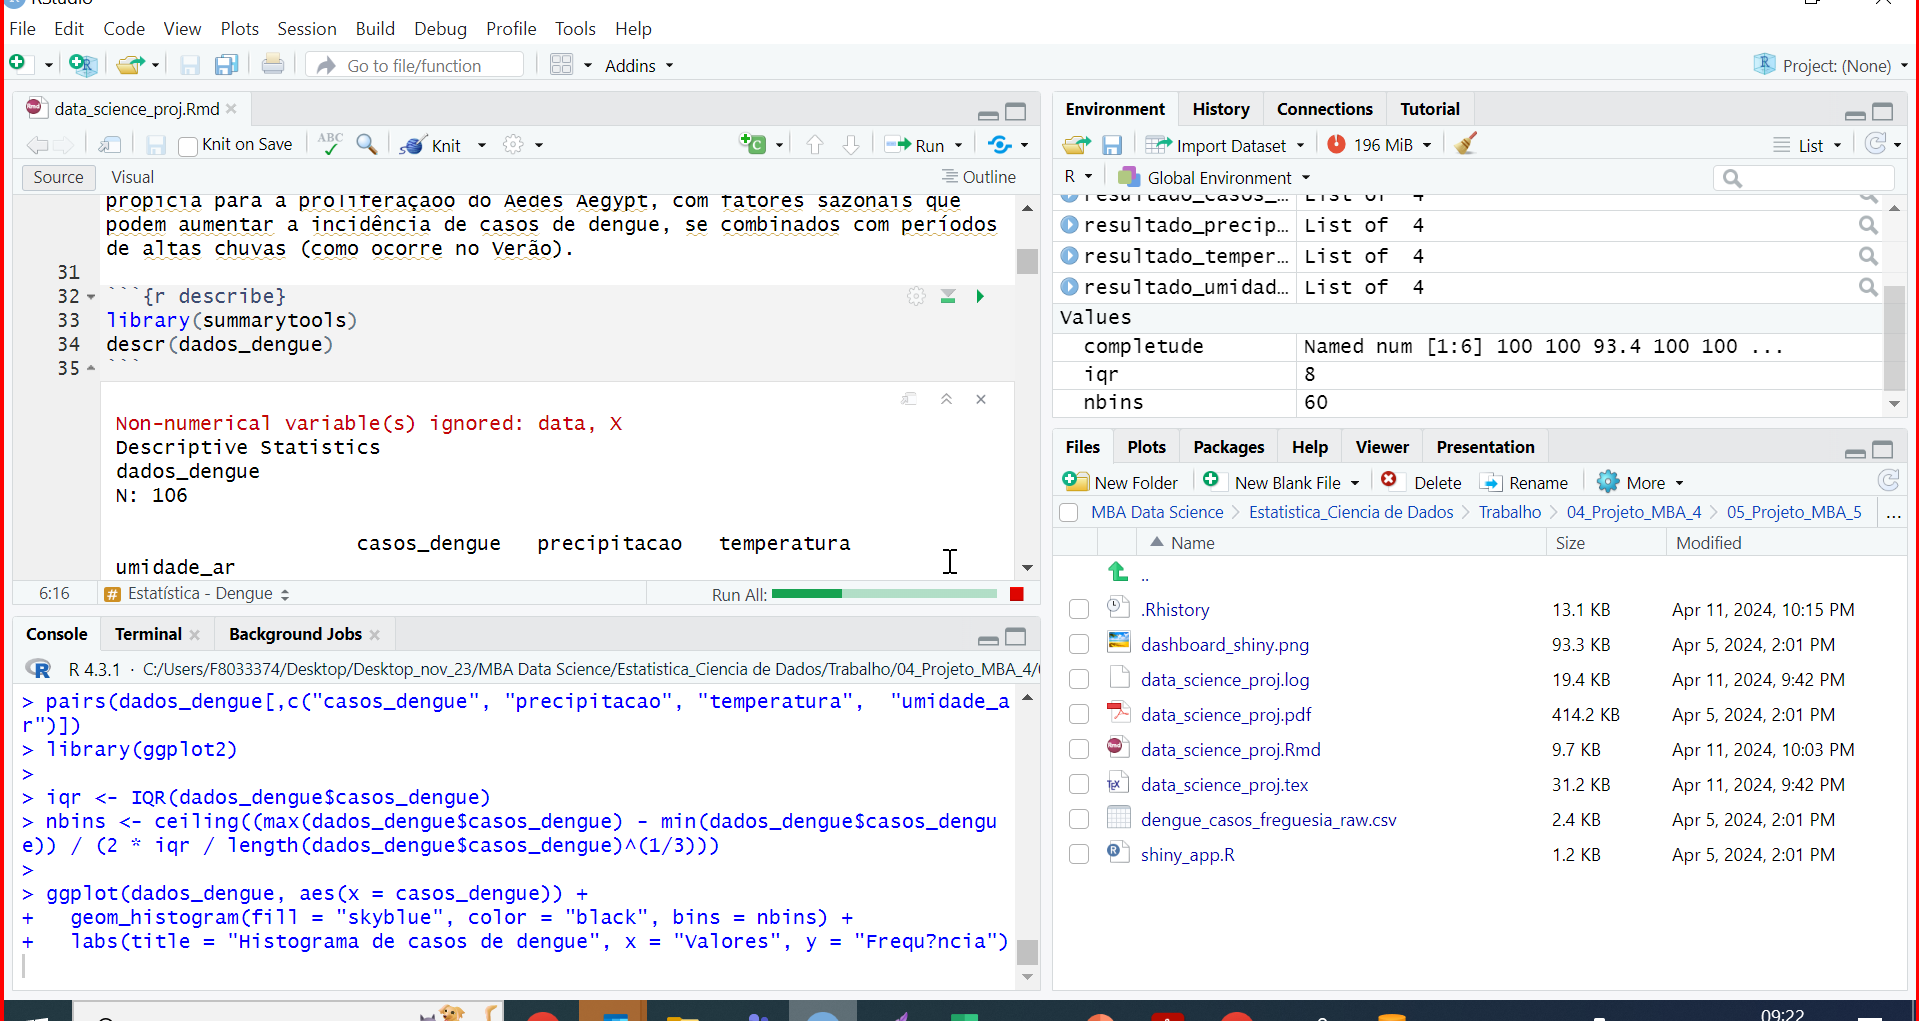 RStudio
File Edit Code View Plots Session Build Debug Profile Tools Help
Go to file/function Addins Project: (None)
data_science_proj.Rmd
Knit on Save ABC Knit Run
Source Visual Outline
propícia para a proliferaçãoo do Aedes Aegypt, com fatores sazonais que
podem aumentar a incidência de casos de dengue, se combinados com períodos
de altas chuvas (como ocorre no Verão).
31
32 ```{r describe}
33 library(summarytools)
34 descr(dados_dengue)
35 ```
Non-numerical variable(s) ignored: data, X
Descriptive Statistics
dados_dengue
N: 106
casos_dengue precipitacao temperatura
umidade_ar
6:16 # Estatística - Dengue Run All:
Console Terminal Background Jobs
R R 4.3.1 · C:/Users/F8033374/Desktop/Desktop_nov_23/MBA Data Science/Estatistica_Ciencia de Dados/Trabalho/04_Projeto_MBA_4/
> pairs(dados_dengue[,c("casos_dengue", "precipitacao", "temperatura", "umidade_a
r")])
> library(ggplot2)
>
> iqr <- IQR(dados_dengue$casos_dengue)
> nbins <- ceiling((max(dados_dengue$casos_dengue) - min(dados_dengue$casos_dengu
e)) / (2 * iqr / length(dados_dengue$casos_dengue)^(1/3)))
>
> ggplot(dados_dengue, aes(x = casos_dengue)) +
+ geom_histogram(fill = "skyblue", color = "black", bins = nbins) +
+ labs(title = "Histograma de casos de dengue", x = "Valores", y = "Frequ?ncia")
Environment History Connections Tutorial
Import Dataset 196 MiB List
R Global Environment
resultado_casos_... List of 4
resultado_precip... List of 4
resultado_temper... List of 4
resultado_umidad... List of 4
Values
completude Named num [1:6] 100 100 93.4 100 100 ...
iqr 8
nbins 60
Files Plots Packages Help Viewer Presentation
New Folder New Blank File Delete Rename More
MBA Data Science > Estatistica_Ciencia de Dados > Trabalho > 04_Projeto_MBA_4 > 05_Projeto_MBA_5 ...
Name Size Modified
..
.Rhistory 13.1 KB Apr 11, 2024, 10:15 PM
dashboard_shiny.png 93.3 KB Apr 5, 2024, 2:01 PM
data_science_proj.log 19.4 KB Apr 11, 2024, 9:42 PM
data_science_proj.pdf 414.2 KB Apr 5, 2024, 2:01 PM
data_science_proj.Rmd 9.7 KB Apr 11, 2024, 10:03 PM
data_science_proj.tex 31.2 KB Apr 11, 2024, 9:42 PM
dengue_casos_freguesia_raw.csv 2.4 KB Apr 5, 2024, 2:01 PM
shiny_app.R 1.2 KB Apr 5, 2024, 2:01 PM
09:22